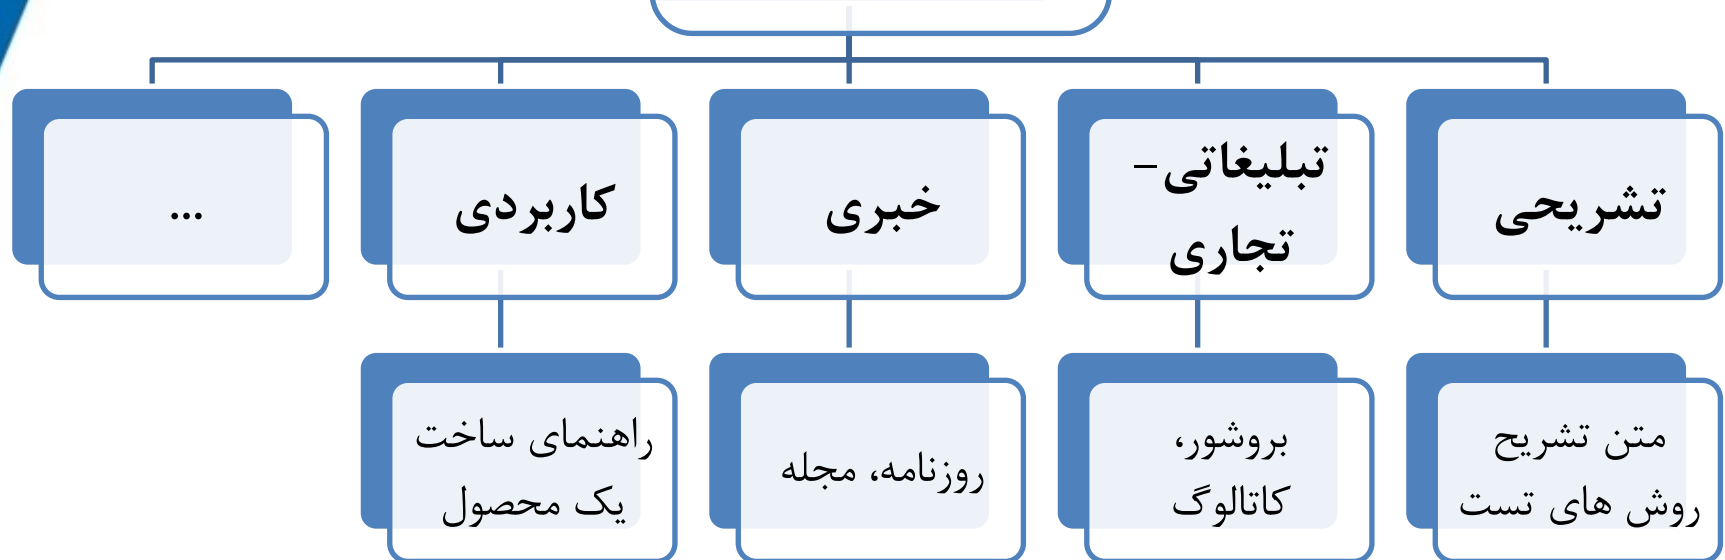 تشریحی
تبلیغاتی-
تجاری
خبری
کاربردی
...
متن تشریح
روش های تست
بروشور،
کاتالوگ
روزنامه، مجله
راهنمای ساخت
یک محصول